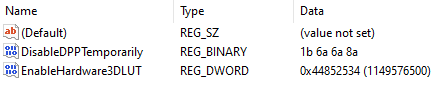 Name Type Data
(Default) REG_SZ (value not set)
DisableDPPTemporarily REG_BINARY 1b 6a 6a 8a
EnableHardware3DLUT REG_DWORD 0x44852534 (1149576500)